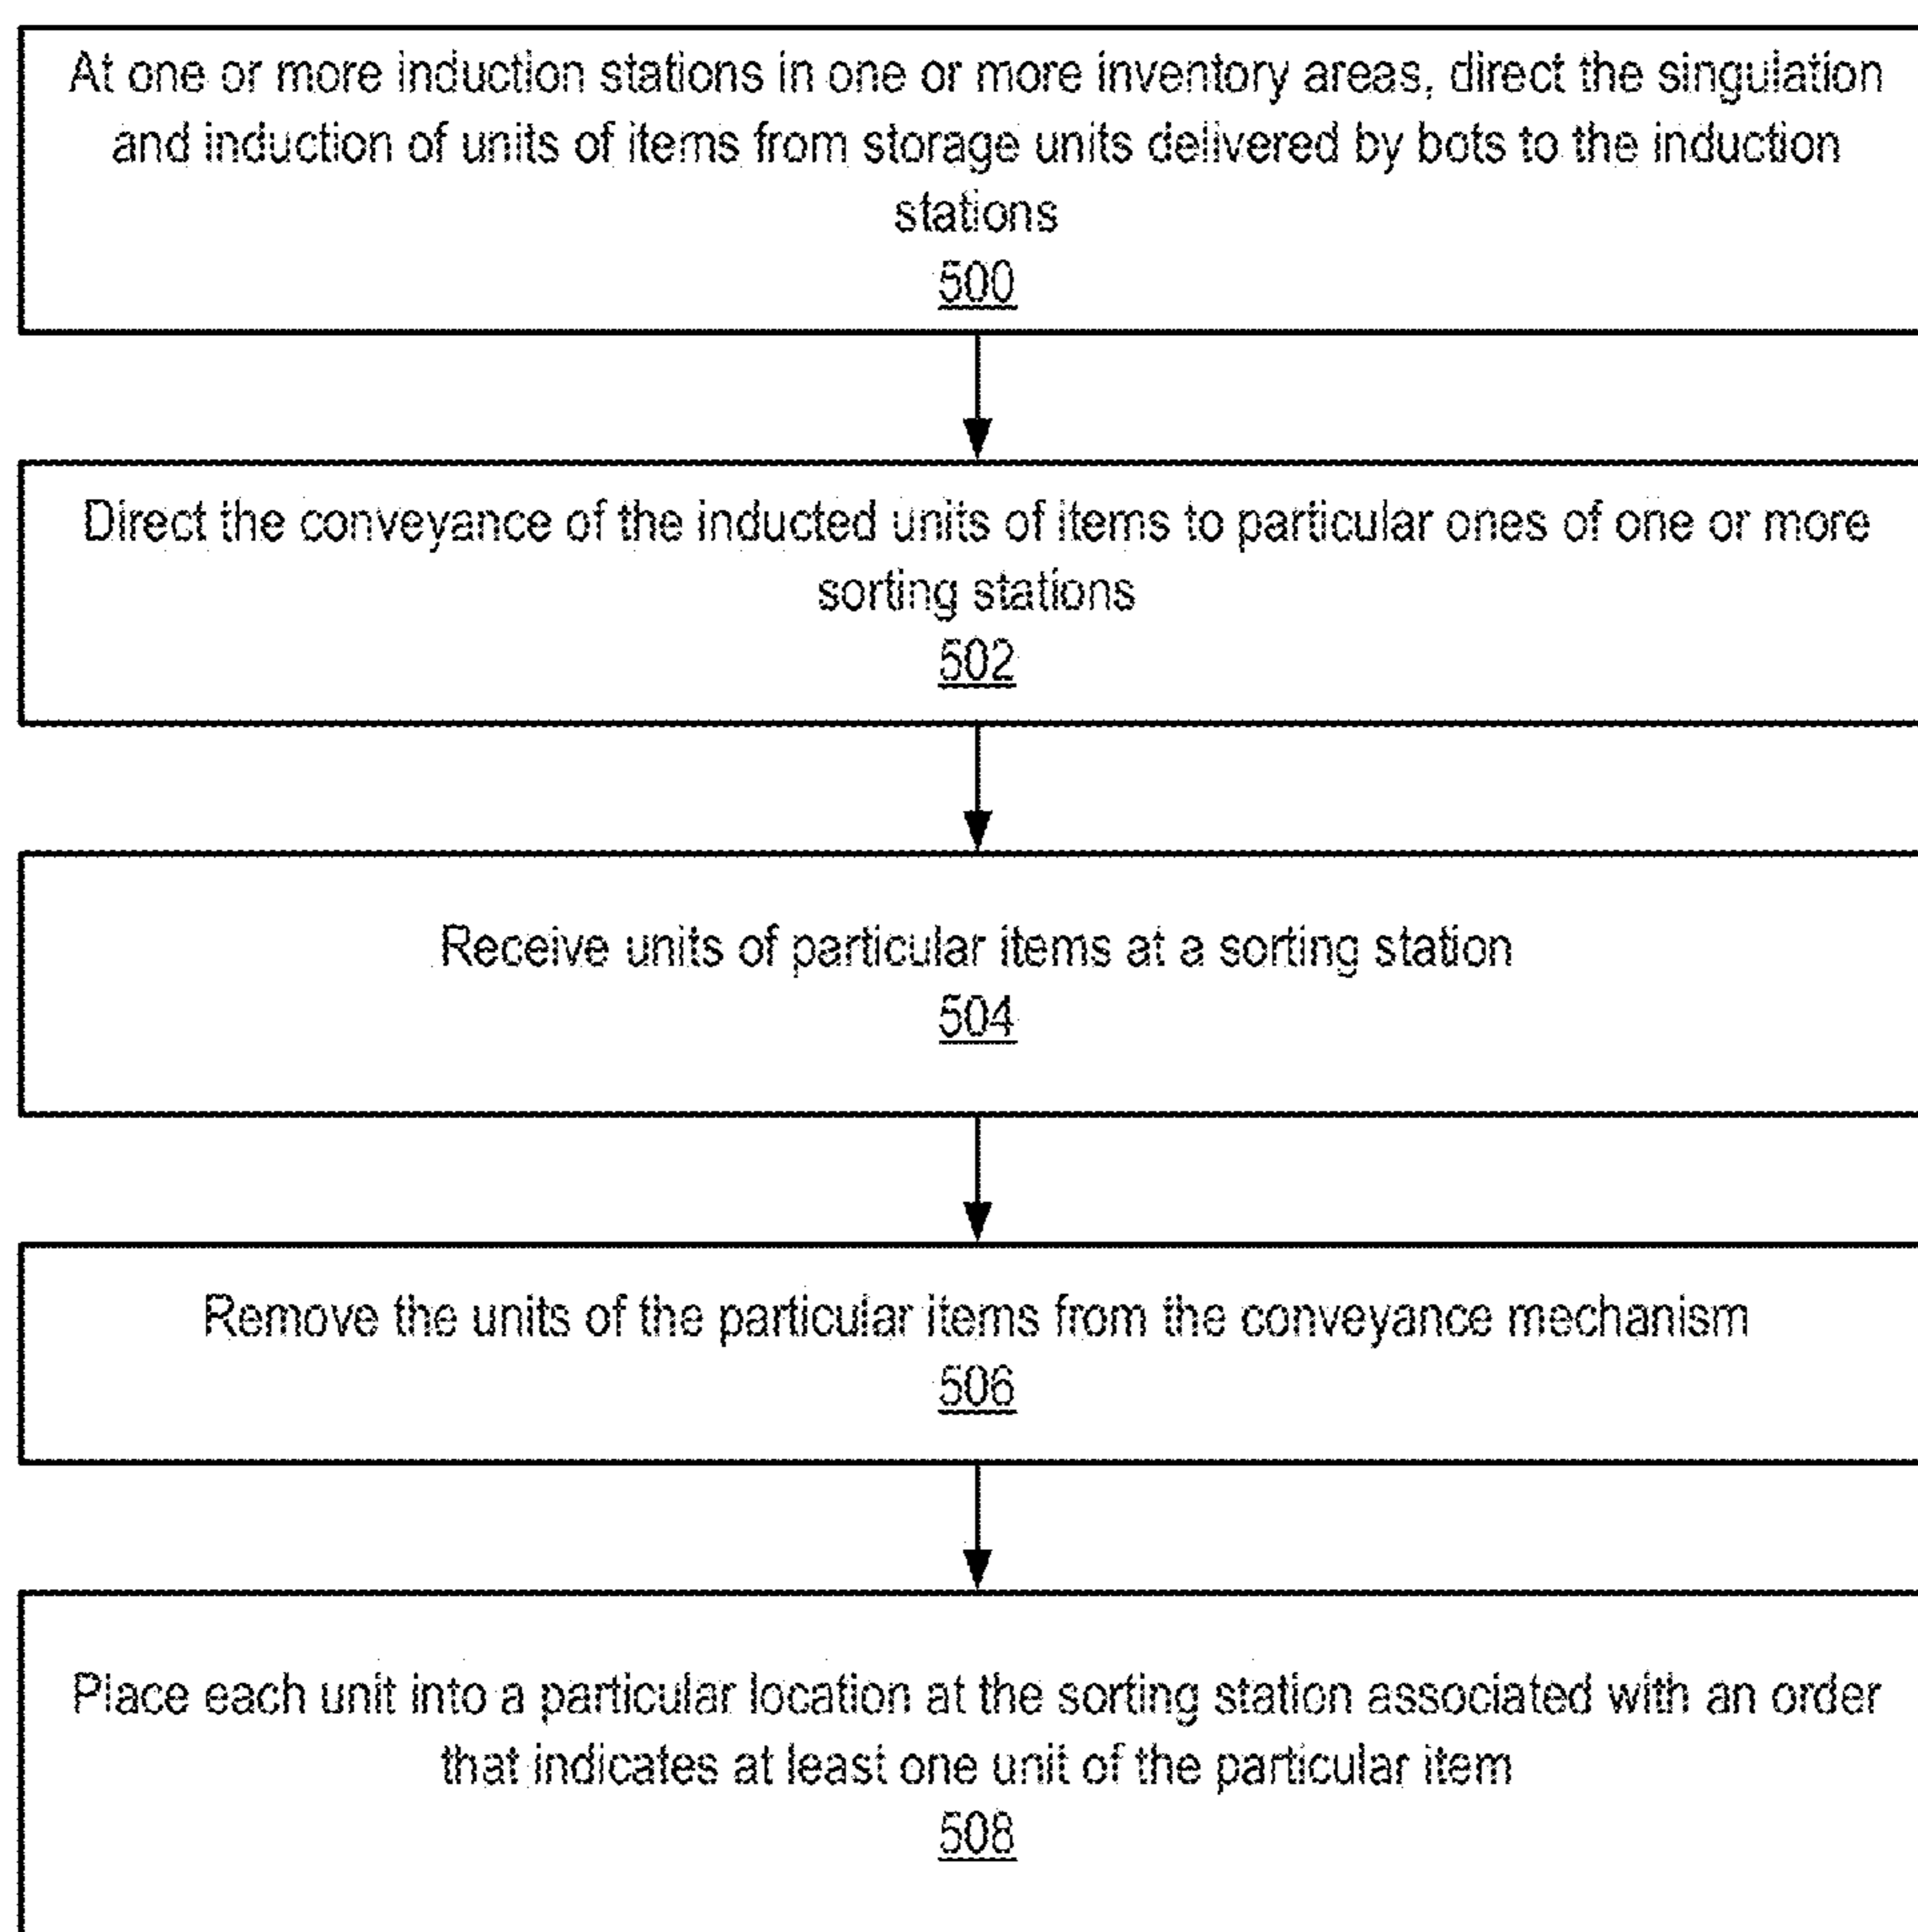 At one or more induction stations in one or more inventory areas, direct the singulation
and induction of units of items from storage units delivered by bots to the induction
stations
500
Direct the conveyance of the inducted units of items to particular ones of one or more
sorting stations
502
Receive units of particular items at a sorting station
504
Remove the units of the particular items from the conveyance mechanism
506
Place each unit into a particular location at the sorting station associated with an order
that indicates at least one unit of the particular item
508